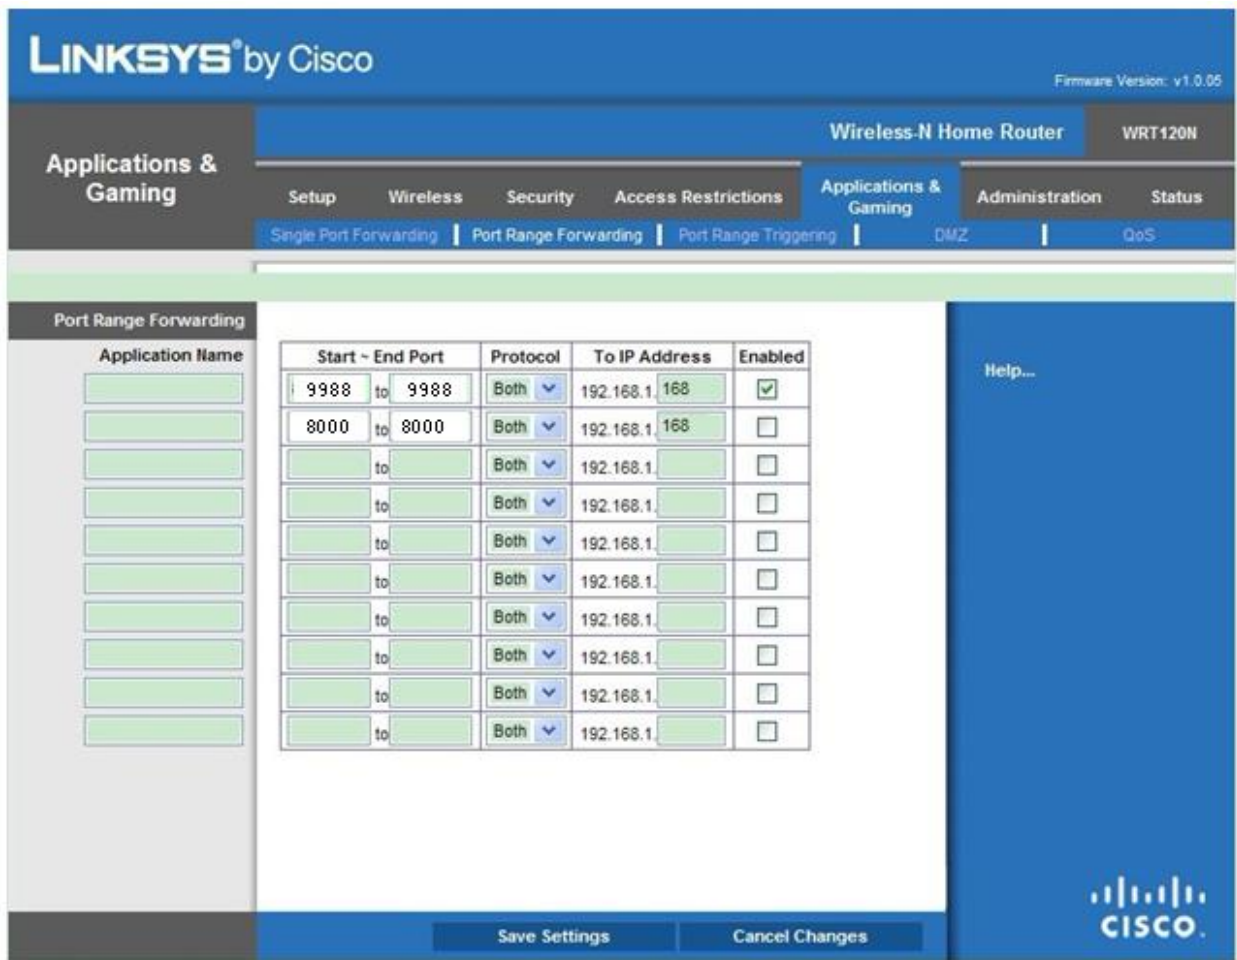 LINKSYS® by Cisco
Firmware Version: v1.0.05
Wireless-N Home Router WRT120N
Applications & Gaming
Setup Wireless Security Access Restrictions Applications & Gaming Administration Status
Single Port Forwarding Port Range Forwarding Port Range Triggering DMZ QoS
Port Range Forwarding
Application Name Start ~ End Port Protocol To IP Address Enabled
Help...
9988 to 9988 Both 192.168.1. 168
8000 to 8000 Both 192.168.1. 168
to Both 192.168.1.
to Both 192.168.1.
to Both 192.168.1.
to Both 192.168.1.
to Both 192.168.1.
to Both 192.168.1.
to Both 192.168.1.
to Both 192.168.1.
CISCO.
Save Settings Cancel Changes